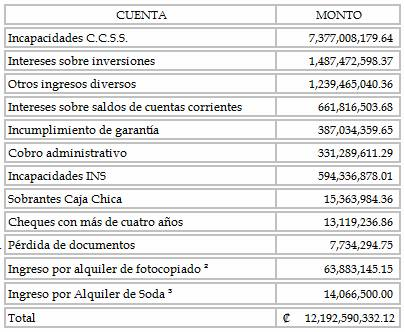 CUENTA MONTO
Incapacidades C.C.S.S. 7,377,008,179.64
Intereses sobre inversiones 1,487,472,598.37
Otros ingresos diversos 1,239,465,040.36
Intereses sobre saldos de cuentas corrientes 661,816,503.68
Incumplimiento de garantía 387,034,359.65
Cobro administrativo 331,289,611.29
Incapacidades INS 594,336,878.01
Sobrantes Caja Chica 15,363,984.36
Cheques con más de cuatro años 13,119,236.86
Pérdida de documentos 7,734,294.75
Ingreso por alquiler de fotocopiado ² 63,883,145.15
Ingreso por Alquiler de Soda ³ 14,066,500.00
Total ₡ 12,192,590,332.12